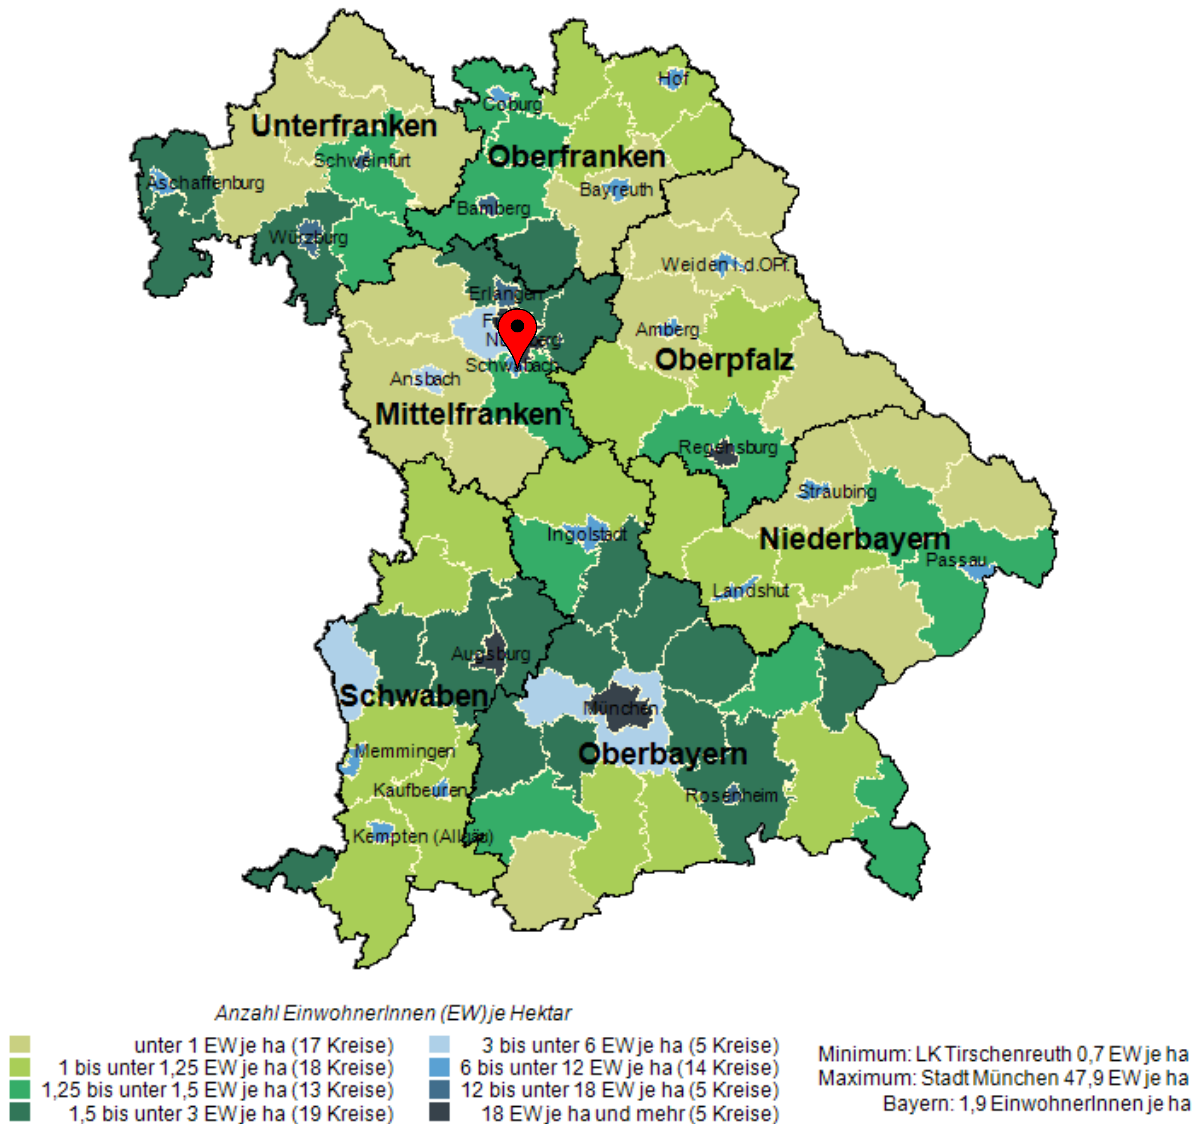 Hof
Coburg
Unterfranken
Oberfranken
Schweinfurt
Aschaffenburg
Bayreuth
Bamberg
Würzburg
Weiden i.d.OPf.
Erlangen
Amberg
Oberpfalz
Schwabach
Ansbach
Mittelfranken
Regensburg
Straubing
Ingolstadt
Niederbayern
Passau
Landshut
Augsburg
Schwaben
München
Memmingen
Oberbayern
Kaufbeuren
Rosenheim
Kempten (Allgäu)
Anzahl EinwohnerInnen (EW) je Hektar
unter 1 EW je ha (17 Kreise)
1 bis unter 1,25 EW je ha (18 Kreise)
1,25 bis unter 1,5 EW je ha (13 Kreise)
1,5 bis unter 3 EW je ha (19 Kreise)
3 bis unter 6 EW je ha (5 Kreise)
6 bis unter 12 EW je ha (14 Kreise)
12 bis unter 18 EW je ha (5 Kreise)
18 EW je ha und mehr (5 Kreise)
Minimum: LK Tirschenreuth 0,7 EW je ha
Maximum: Stadt München 47,9 EW je ha
Bayern: 1,9 EinwohnerInnen je ha